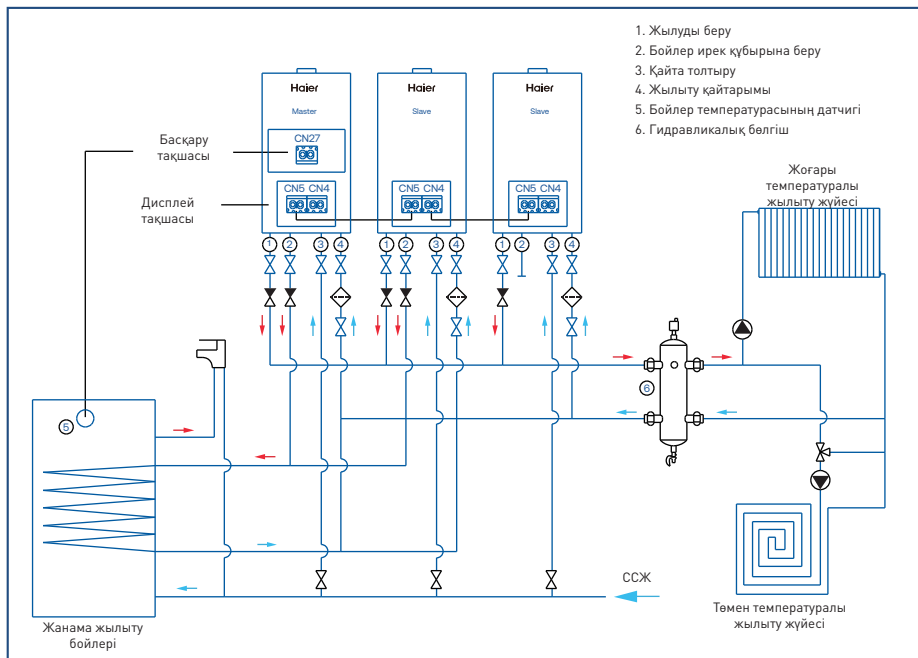 1. Жылуды беру
2. Бойлер ирек құбырына беру
3. Қайта толтыру
4. Жылыту қайтарымы
5. Бойлер температурасының датчигі
6. Гидравликалық бөлгіш
Haier
Haier
Haier
Master
Slave
Slave
Басқару
тақшасы
CN27
Дисплей
тақшасы
CN5 CN4
CN5 CN4
CN5 CN4
1 2 3 4
1 2 3 4
1 2 3 4
Жоғары
температуралы
жылыту жүйесі
6
5
ССЖ
Жанама жылыту
бойлері
Төмен температуралы
жылыту жүйесі